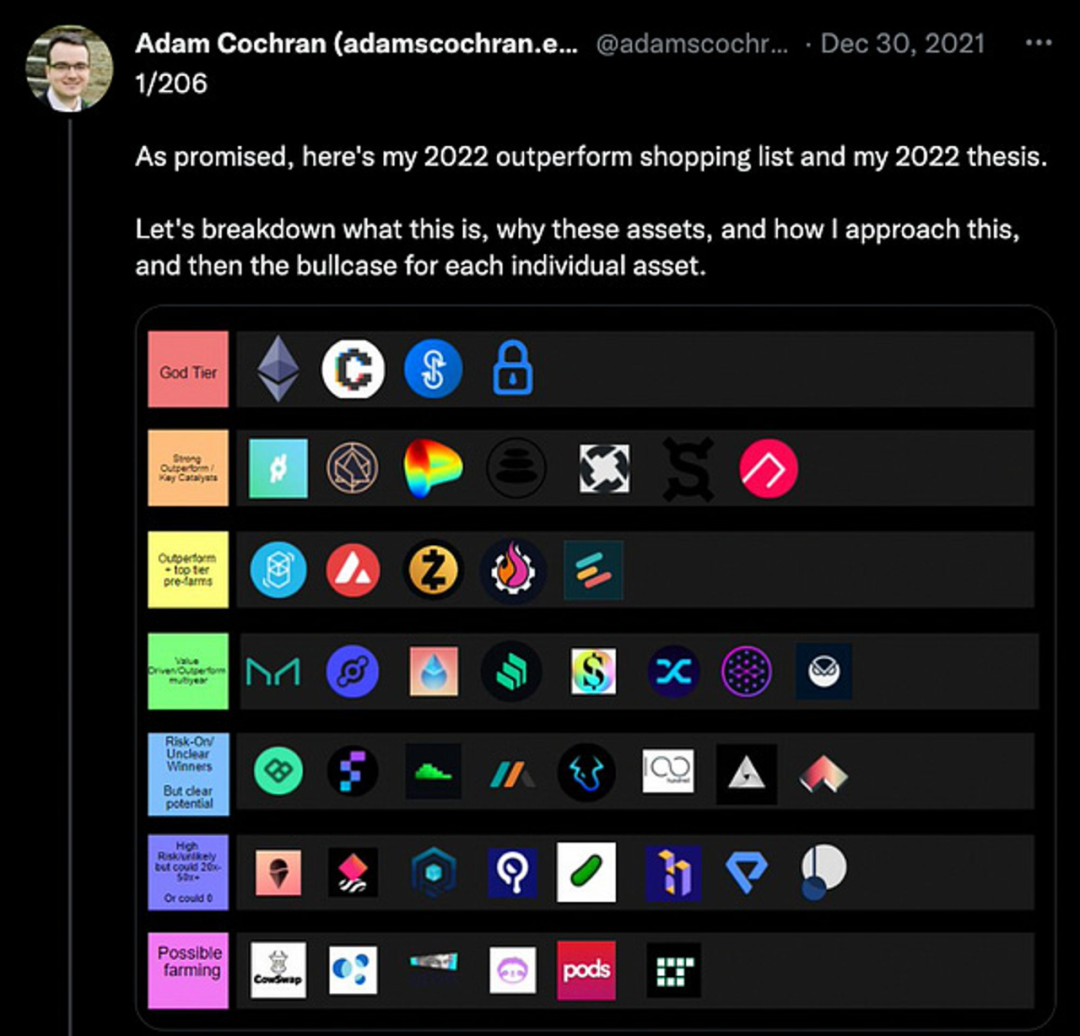 Adam Cochran (adamscochran.e... @adamscochr... · Dec 30, 2021 ...
1/206
As promised, here's my 2022 outperform shopping list and my 2022 thesis.
Let's breakdown what this is, why these assets, and how I approach this,
and then the bullcase for each individual asset.
God Tier
Strong
Outperform /
Key Catalysts
Outperform
+ top tier
pre-farms
Value
Driven/Outperform
multiyear
Risk-On/
Unclear
Winners
But clear
potential
High
Risk/unlikely
but could 20x-
50x+
Or could 0
Possible
farming
CowSwap
pods